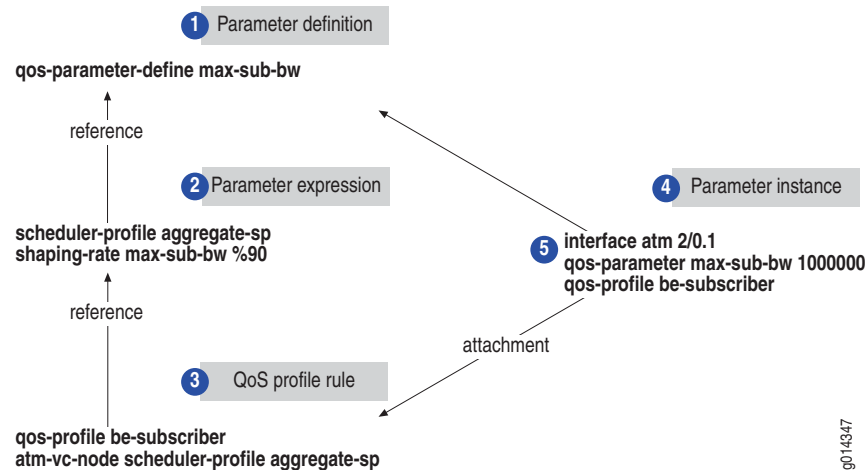 1 Parameter definition
qos-parameter-define max-sub-bw
reference
2 Parameter expression
4 Parameter instance
scheduler-profile aggregate-sp
shaping-rate max-sub-bw %90
5 interface atm 2/0.1
qos-parameter max-sub-bw 1000000
qos-profile be-subscriber
reference
attachment
3 QoS profile rule
qos-profile be-subscriber
atm-vc-node scheduler-profile aggregate-sp
g014347